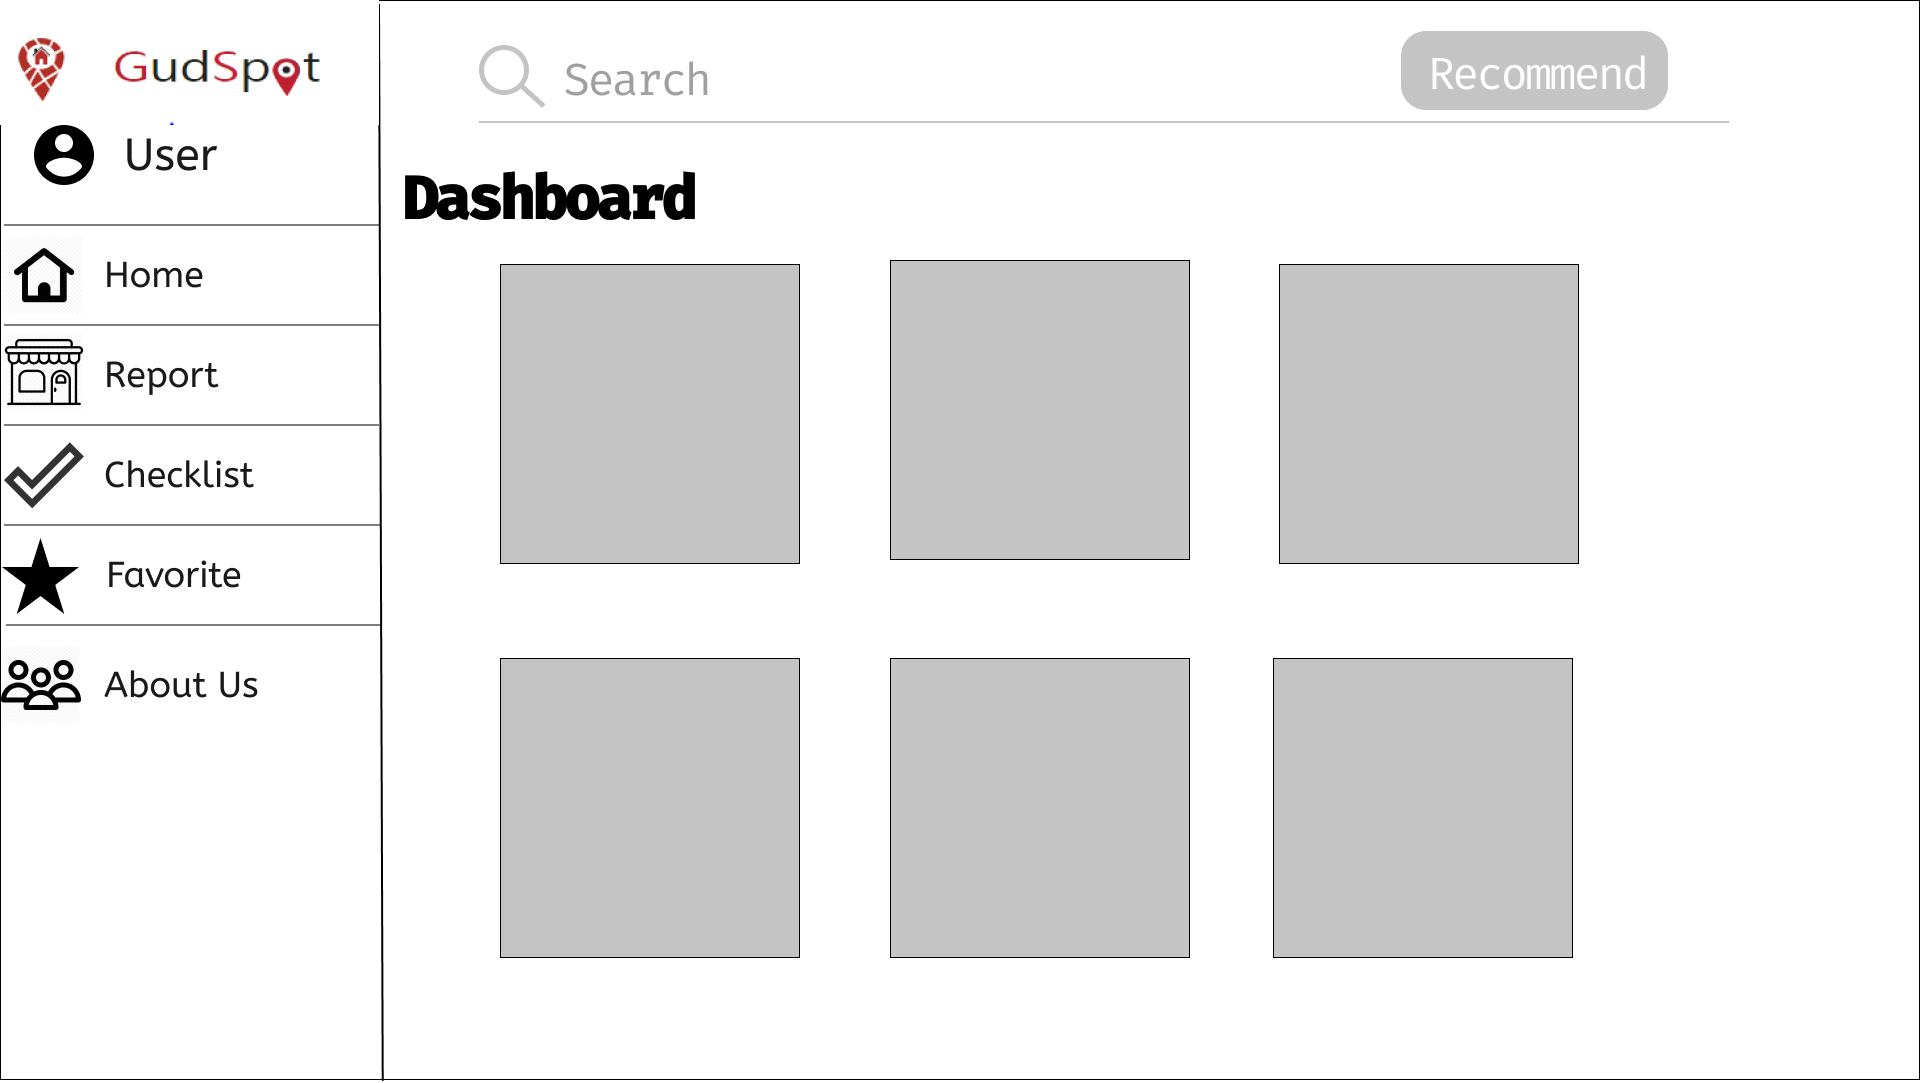 GudSpot
Search
Recommend
User
Dashboard
Home
Report
Checklist
Favorite
About Us